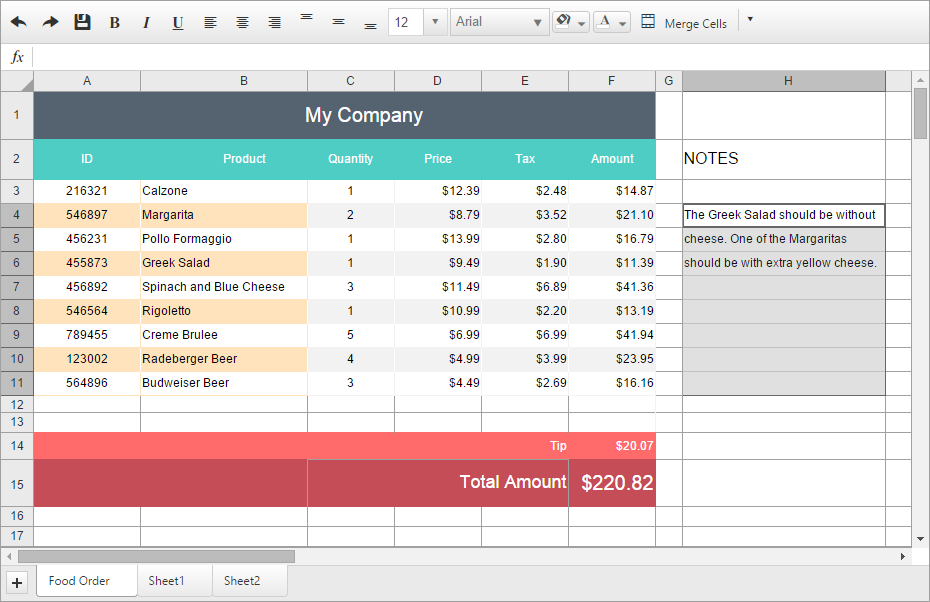 B I U 12 Arial A Merge Cells
fx
A B C D E F G H
1 My Company
2 ID Product Quantity Price Tax Amount NOTES
3 216321 Calzone 1 $12.39 $2.48 $14.87
4 546897 Margarita 2 $8.79 $3.52 $21.10 The Greek Salad should be without
5 456231 Pollo Formaggio 1 $13.99 $2.80 $16.79 cheese. One of the Margaritas
6 455873 Greek Salad 1 $9.49 $1.90 $11.39 should be with extra yellow cheese.
7 456892 Spinach and Blue Cheese 3 $11.49 $6.89 $41.36
8 546564 Rigoletto 1 $10.99 $2.20 $13.19
9 789455 Creme Brulee 5 $6.99 $6.99 $41.94
10 123002 Radeberger Beer 4 $4.99 $3.99 $23.95
11 564896 Budweiser Beer 3 $4.49 $2.69 $16.16
12
13
14 Tip $20.07
15 Total Amount $220.82
16
17
+ Food Order Sheet1 Sheet2